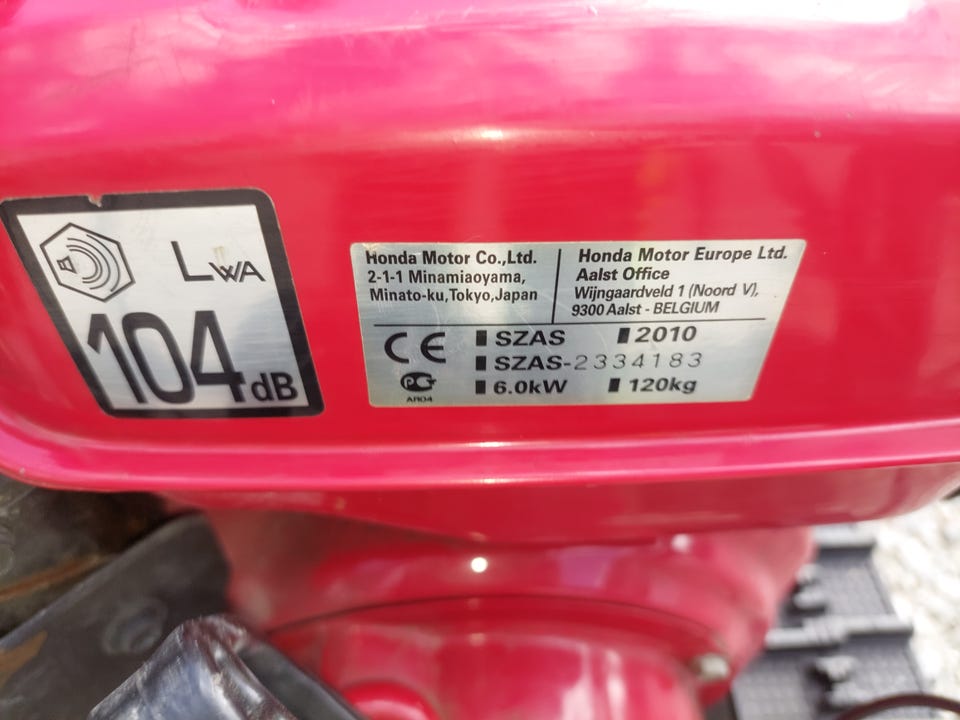 LWA
104dB
Honda Motor Co.,Ltd.
2-1-1 Minamiaoyama,
Minato-ku,Tokyo,Japan
Honda Motor Europe Ltd.
Aalst Office
Wijngaardveld 1 (Noord V),
9300 Aalst - BELGIUM
CE
SZAS 2010
SZAS-2334183
6.0kW 120kg
AR04